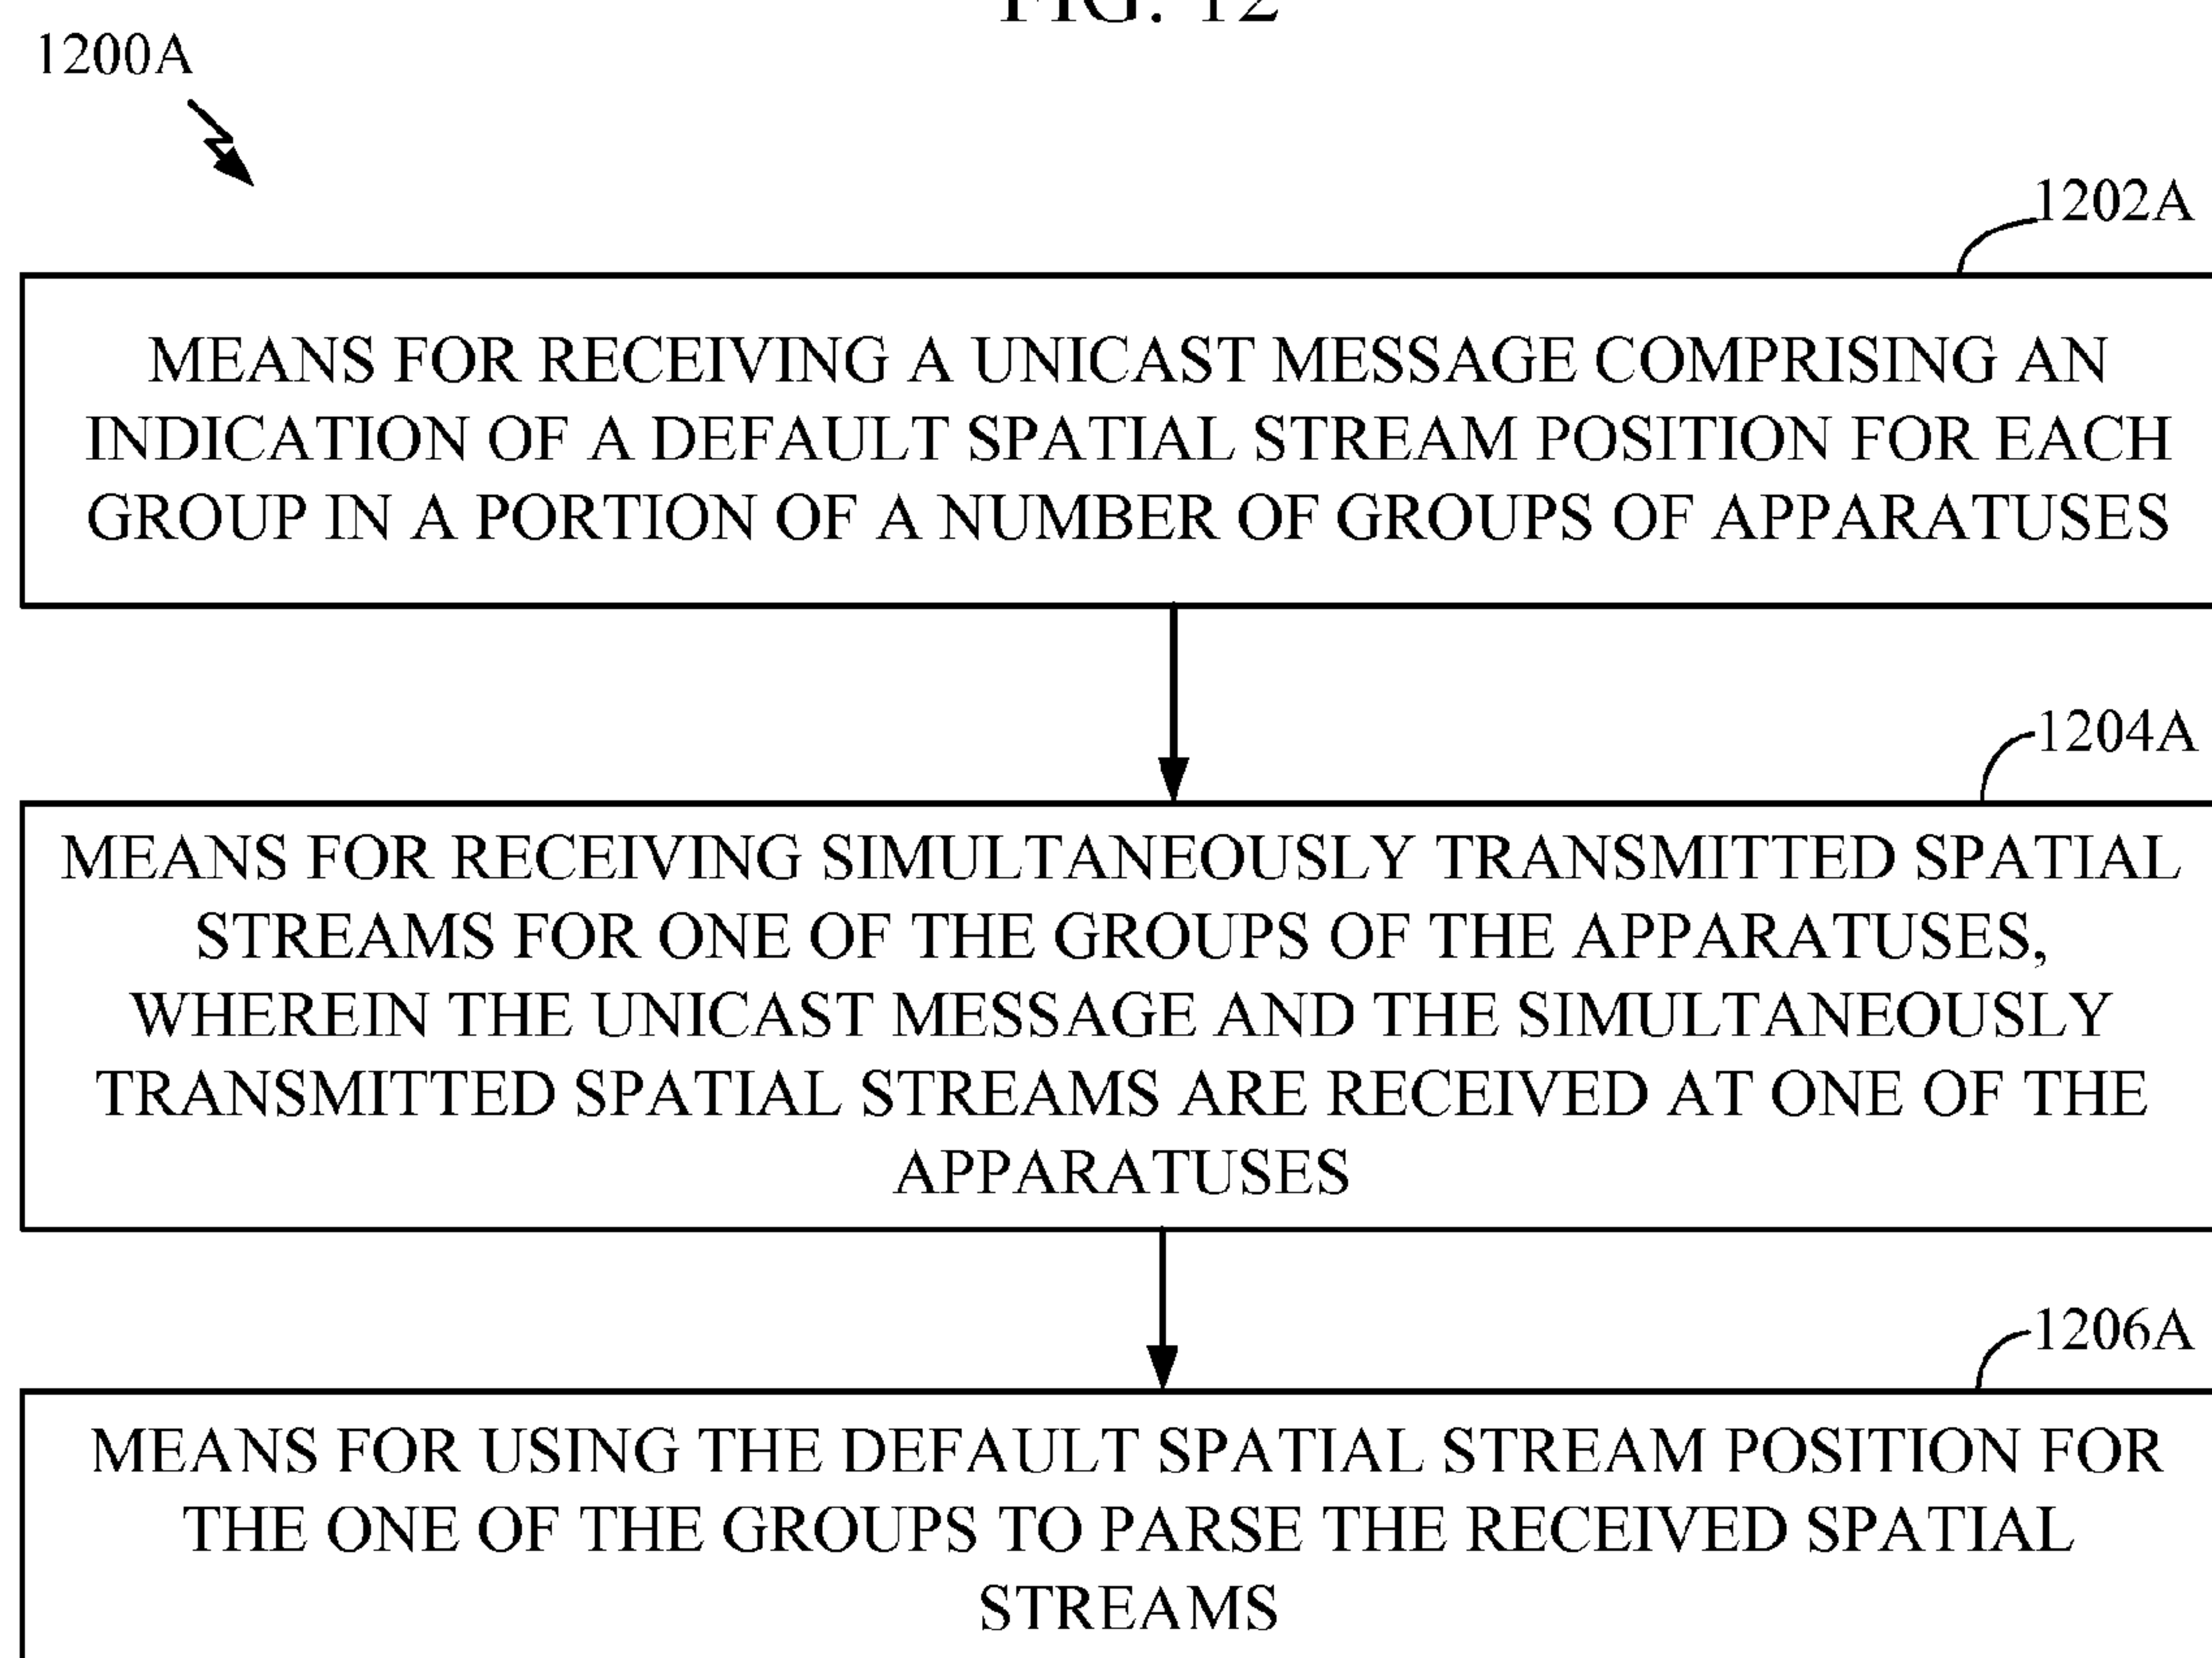 FIG. 12
1200A
1202A
MEANS FOR RECEIVING A UNICAST MESSAGE COMPRISING AN
INDICATION OF A DEFAULT SPATIAL STREAM POSITION FOR EACH
GROUP IN A PORTION OF A NUMBER OF GROUPS OF APPARATUSES
1204A
MEANS FOR RECEIVING SIMULTANEOUSLY TRANSMITTED SPATIAL
STREAMS FOR ONE OF THE GROUPS OF THE APPARATUSES,
WHEREIN THE UNICAST MESSAGE AND THE SIMULTANEOUSLY
TRANSMITTED SPATIAL STREAMS ARE RECEIVED AT ONE OF THE
APPARATUSES
1206A
MEANS FOR USING THE DEFAULT SPATIAL STREAM POSITION FOR
THE ONE OF THE GROUPS TO PARSE THE RECEIVED SPATIAL
STREAMS